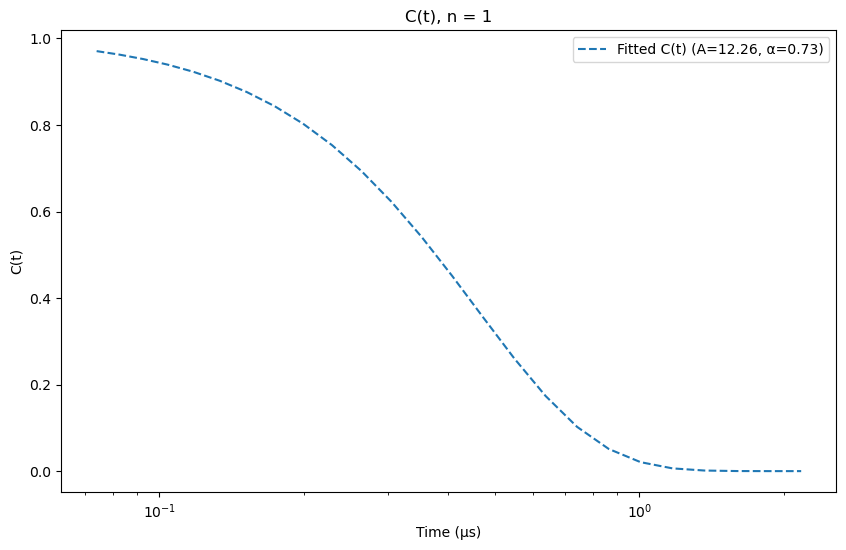 C(t), n = 1
Fitted C(t) (A=12.26, α=0.73)
C(t)
1.0
0.8
0.6
0.4
0.2
0.0
10⁻¹
10⁰
Time (μs)